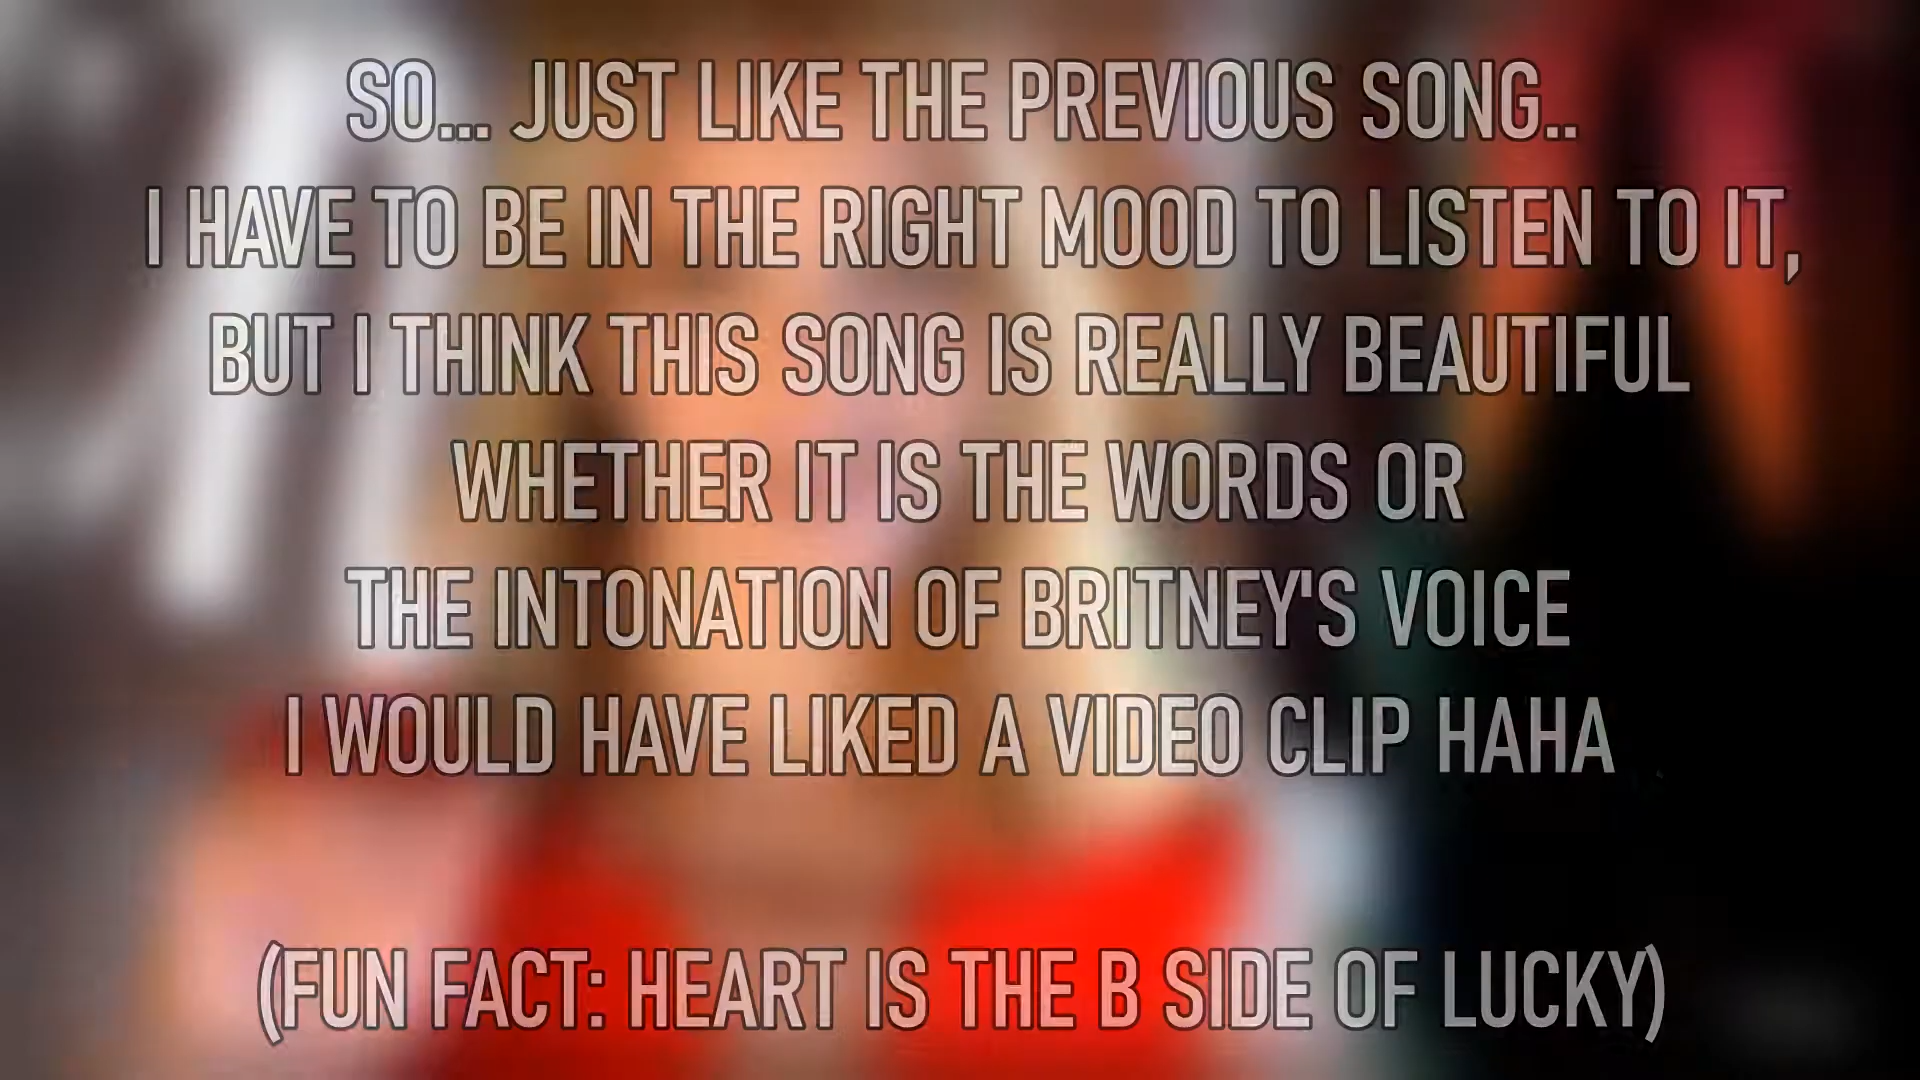 SO... JUST LIKE THE PREVIOUS SONG..
I HAVE TO BE IN THE RIGHT MOOD TO LISTEN TO IT,
BUT I THINK THIS SONG IS REALLY BEAUTIFUL
WHETHER IT IS THE WORDS OR
THE INTONATION OF BRITNEY'S VOICE
I WOULD HAVE LIKED A VIDEO CLIP HAHA
(FUN FACT: HEART IS THE B SIDE OF LUCKY)